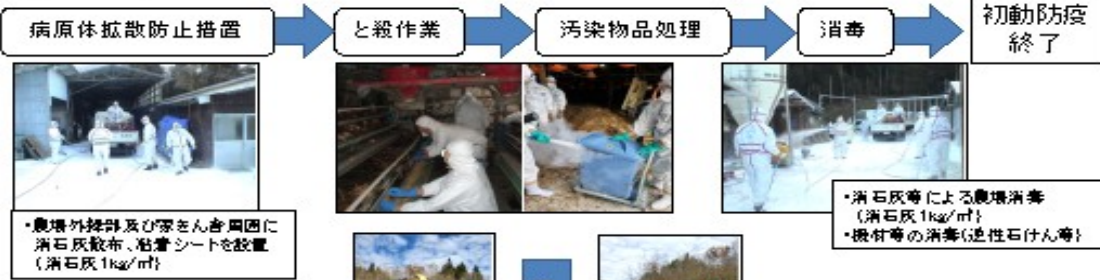 病原体拡散防止措置
と殺作業
汚染物品処理
消毒
初動防疫
終了
・農場外縁部及び家きん舎周囲に
消石灰散布、粘着シートを設置
(消石灰1kg/㎡)
・消石灰等による農場消毒
(消石灰1kg/㎡)
・機材等の消毒(逆性石けん等)